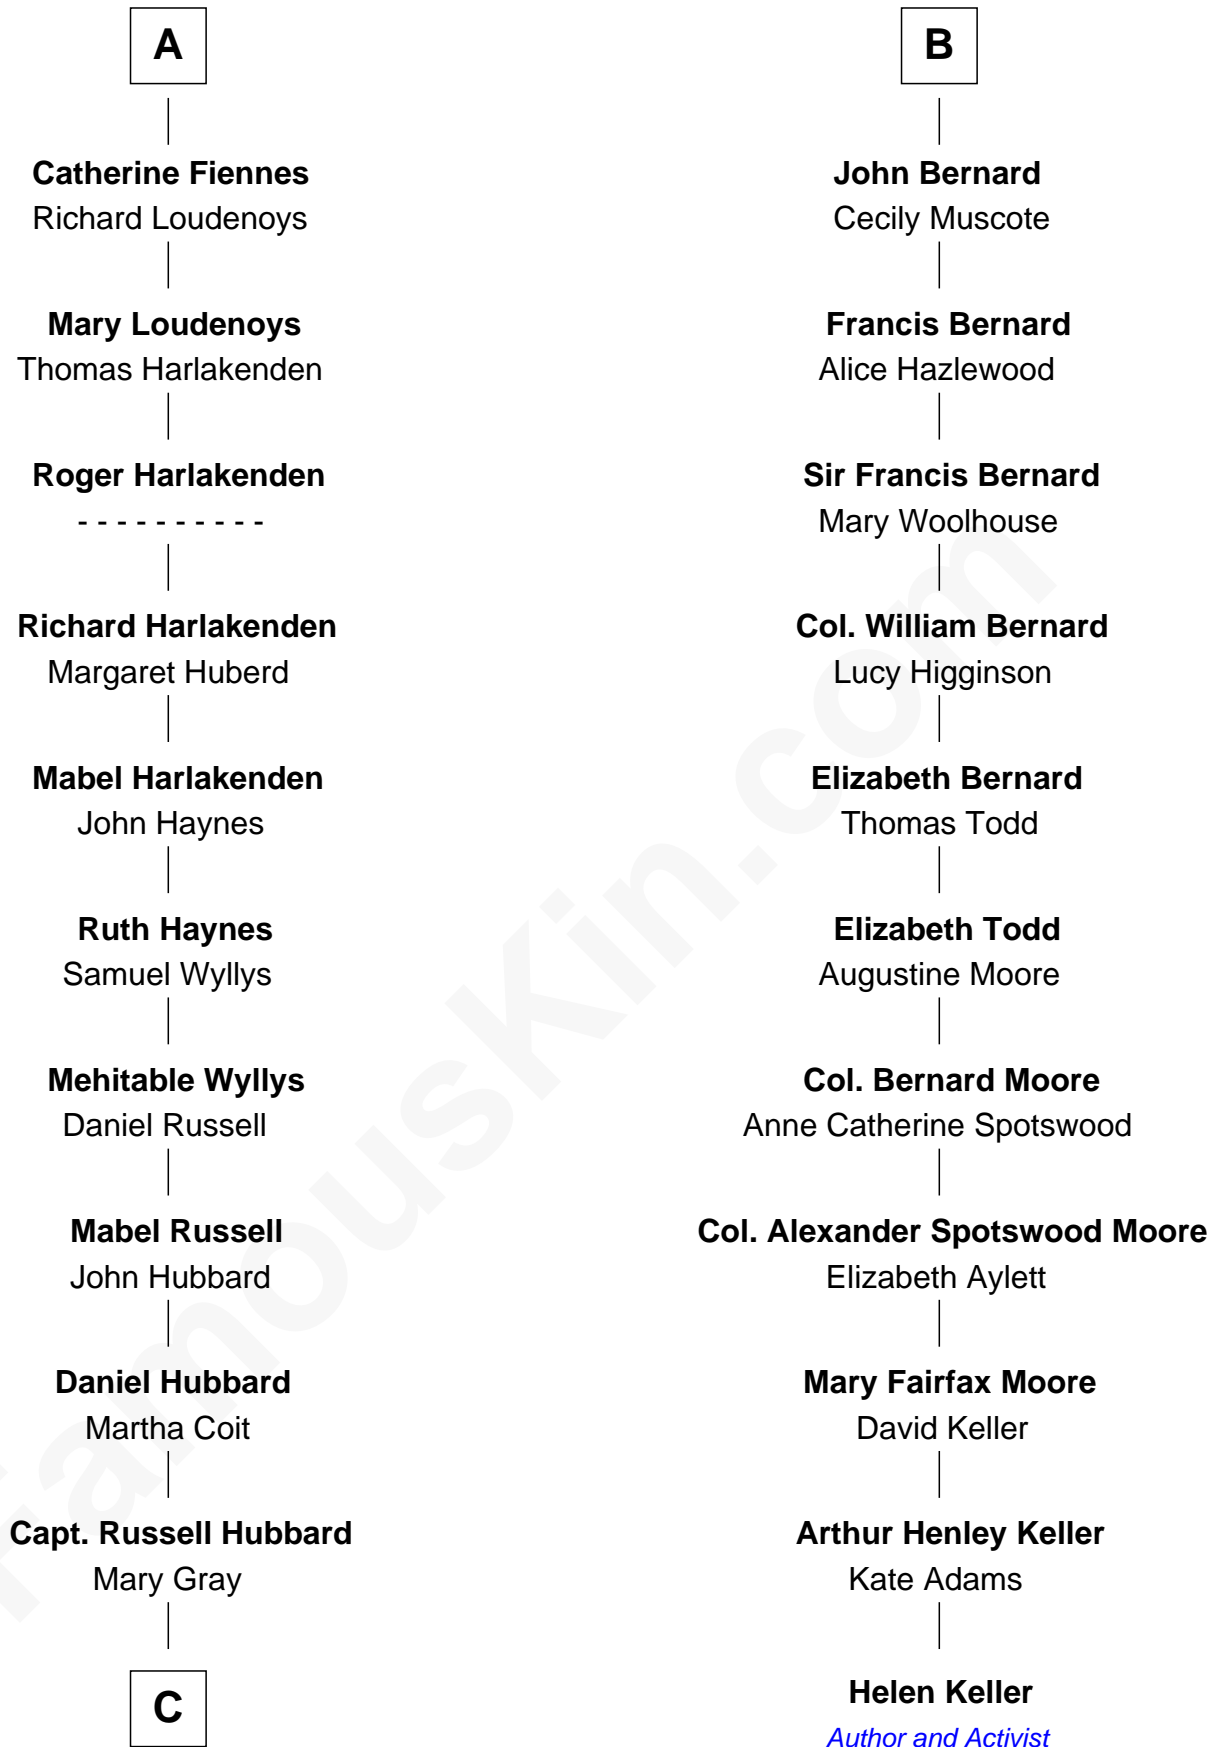 A
Catherine Fiennes
Richard Loudenoys
Mary Loudenoys
Thomas Harlakenden
Roger Harlakenden
- - - - - - - - - -
Richard Harlakenden
Margaret Huberd
Mabel Harlakenden
John Haynes
Ruth Haynes
Samuel Wyllys
Mehitable Wyllys
Daniel Russell
Mabel Russell
John Hubbard
Daniel Hubbard
Martha Coit
Capt. Russell Hubbard
Mary Gray
C
B
John Bernard
Cecily Muscote
Francis Bernard
Alice Hazlewood
Sir Francis Bernard
Mary Woolhouse
Col. William Bernard
Lucy Higginson
Elizabeth Bernard
Thomas Todd
Elizabeth Todd
Augustine Moore
Col. Bernard Moore
Anne Catherine Spotswood
Col. Alexander Spotswood Moore
Elizabeth Aylett
Mary Fairfax Moore
David Keller
Arthur Henley Keller
Kate Adams
Helen Keller
Author and Activist
FamousKin.com